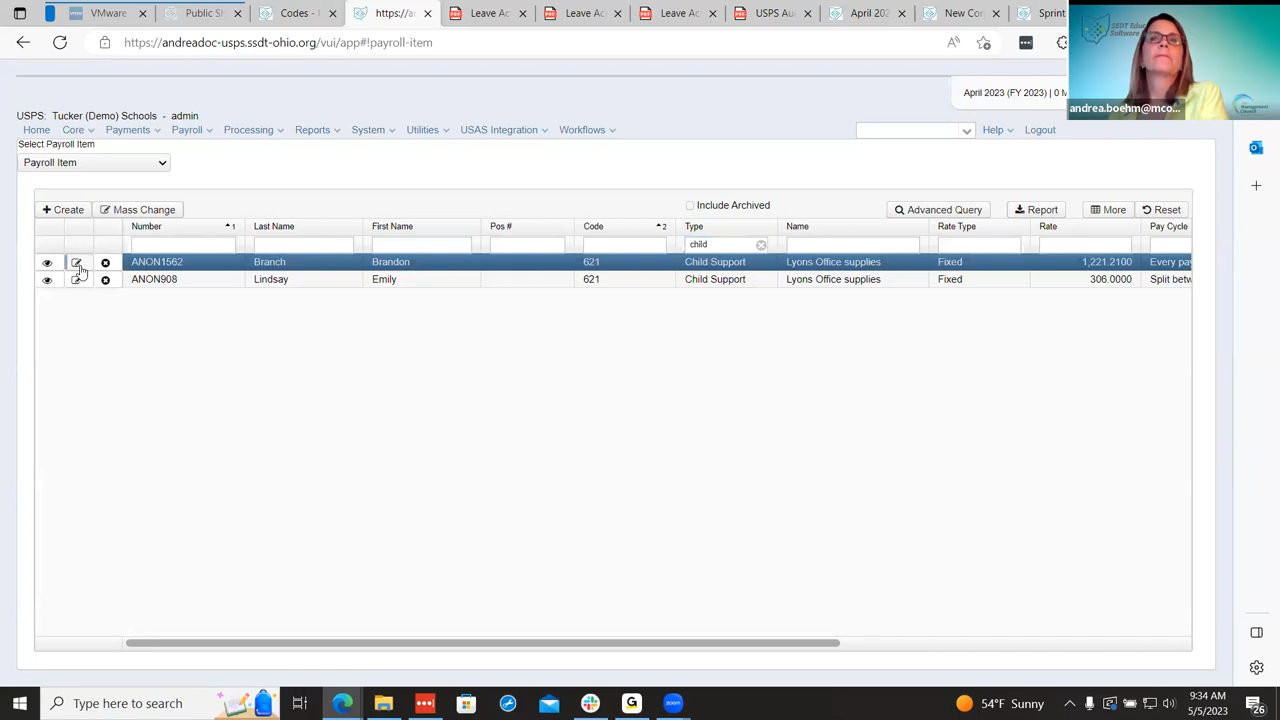 VMware
Public S
Codes -
https://a
Leave Ac
Leave Ac
Leave Ac
USPS-Au
April 202
New Cor
Sprint
https://andreadoc-usps.ssdt-ohio.org/vui/app#!payroll-item
andrea.boehm@mco...
April 2023 (FY 2023) | 0 M
USPS: Tucker (Demo) Schools - admin
Home Core Payments Payroll Processing Reports System Utilities USAS Integration Workflows Help Logout
Select Payroll Item
Payroll Item
Include Archived
+ Create Mass Change Advanced Query Report More Reset
Number 1 Last Name First Name Pos # Code 2 Type Name Rate Type Rate Pay Cycle
child
ANON1562 Branch Brandon 621 Child Support Lyons Office supplies Fixed 1,221.2100 Every pa
ANON908 Lindsay Emily 621 Child Support Lyons Office supplies Fixed 306.0000 Split betw
Type here to search
54°F Sunny
9:34 AM
5/5/2023
26